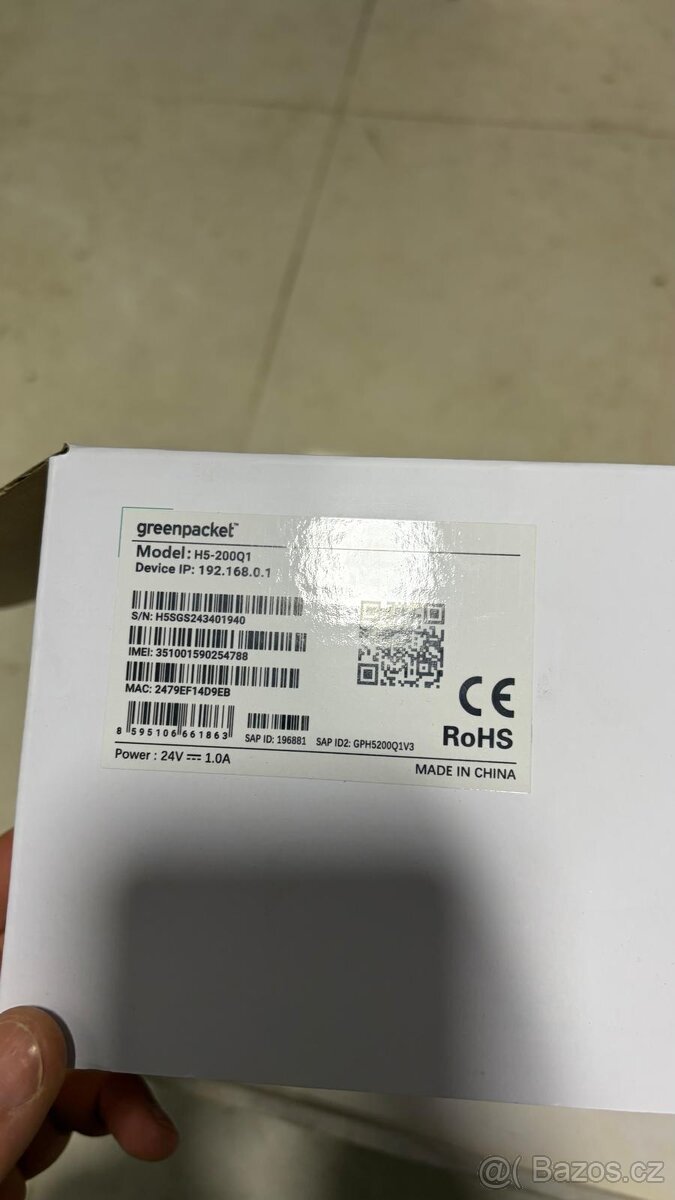 greenpacket™
Model: H5-200Q1
Device IP: 192.168.0.1
S/N: H5SGS243401940
IMEI: 351001590254788
MAC: 2479EF14D9EB
8 595106 661863
SAP ID: 196881 SAP ID2: GPH5200Q1V3
CE
RoHS
Power : 24V ⎓ 1.0A
MADE IN CHINA
@( Bazos.cz